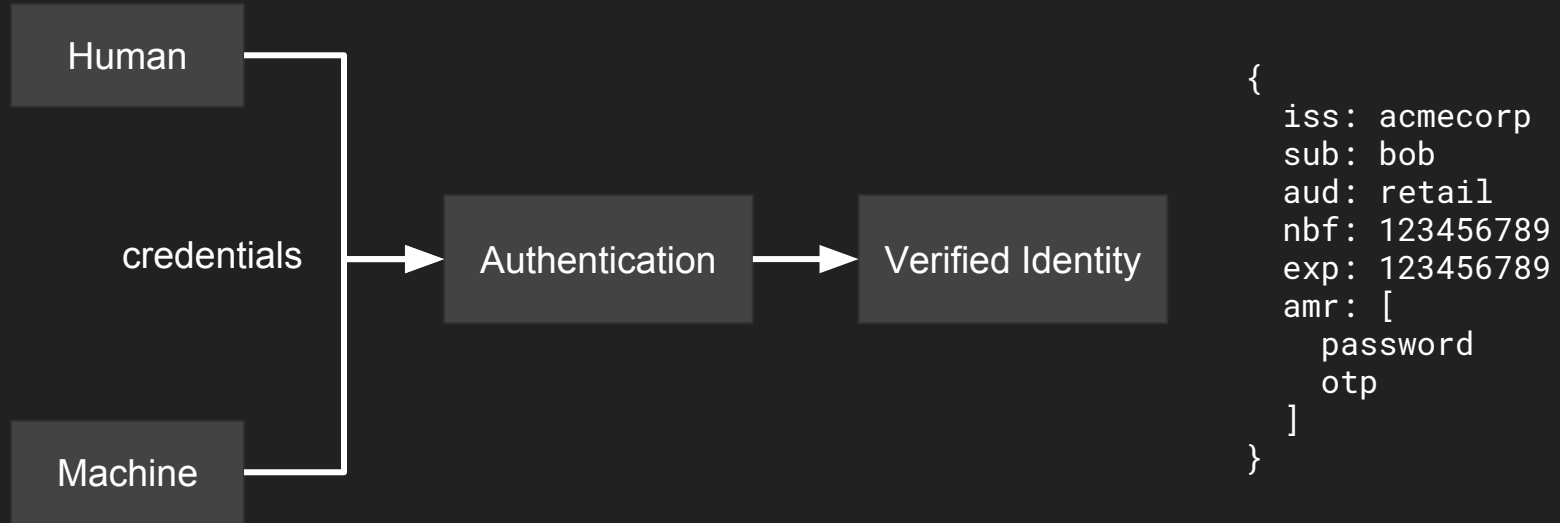 Human
credentials
Machine
Authentication
Verified Identity
{
iss: acmecorp
sub: bob
aud: retail
nbf: 123456789
exp: 123456789
amr: [
password
otp
]
}